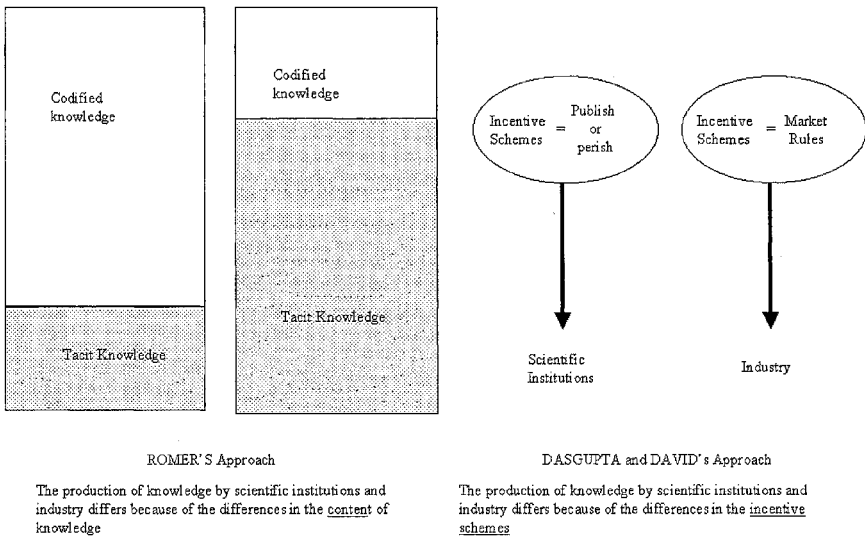 Codified
knowledge
Tacit Knowledge
Codified
knowledge
Tacit Knowledge
Incentive
Schemes
=
Publish
or
perish
Incentive
Schemes
=
Market
Rules
Scientific
Institutions
Industry
ROMER'S Approach
The production of knowledge by scientific institutions and
industry differs because of the differences in the content of
knowledge
DASGUPTA and DAVID's Approach
The production of knowledge by scientific institutions and
industry differs because of the differences in the incentive
schemes